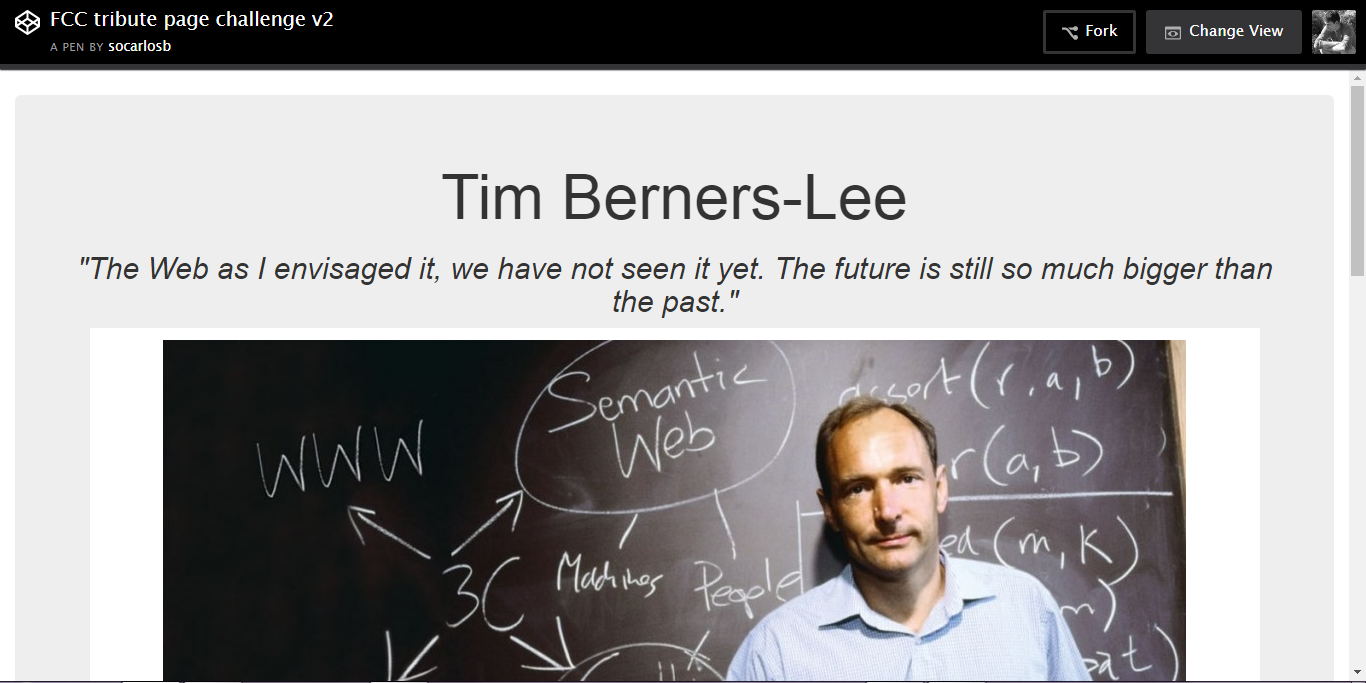 FCC tribute page challenge v2
A PEN BY socarlosb
Fork
Change View
Tim Berners-Lee
"The Web as I envisaged it, we have not seen it yet. The future is still so much bigger than
the past."
Semantic
Web
assort (r, a, b)
WWW
r(a, b)
(m, K)
3C
Machines
People